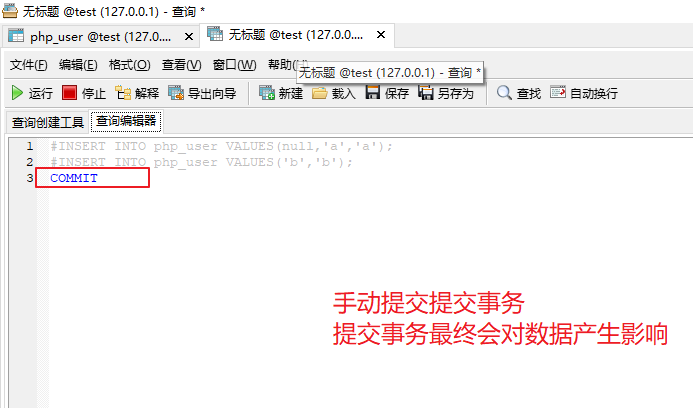 无标题 @test (127.0.0.1) - 查询 *
php_user @test (127.0....
无标题 @test (127.0.0....
文件(F) 编辑(E) 格式(O) 查看(V) 窗口(W) 帮助(
无标题 @test (127.0.0.1) - 查询 *
运行 停止 解释 导出向导 新建 载入 保存 另存为 查找 自动换行
查询创建工具 查询编辑器
1 #INSERT INTO php_user VALUES(null,'a','a');
2 #INSERT INTO php_user VALUES('b','b');
3 COMMIT
手动提交提交事务
提交事务最终会对数据产生影响